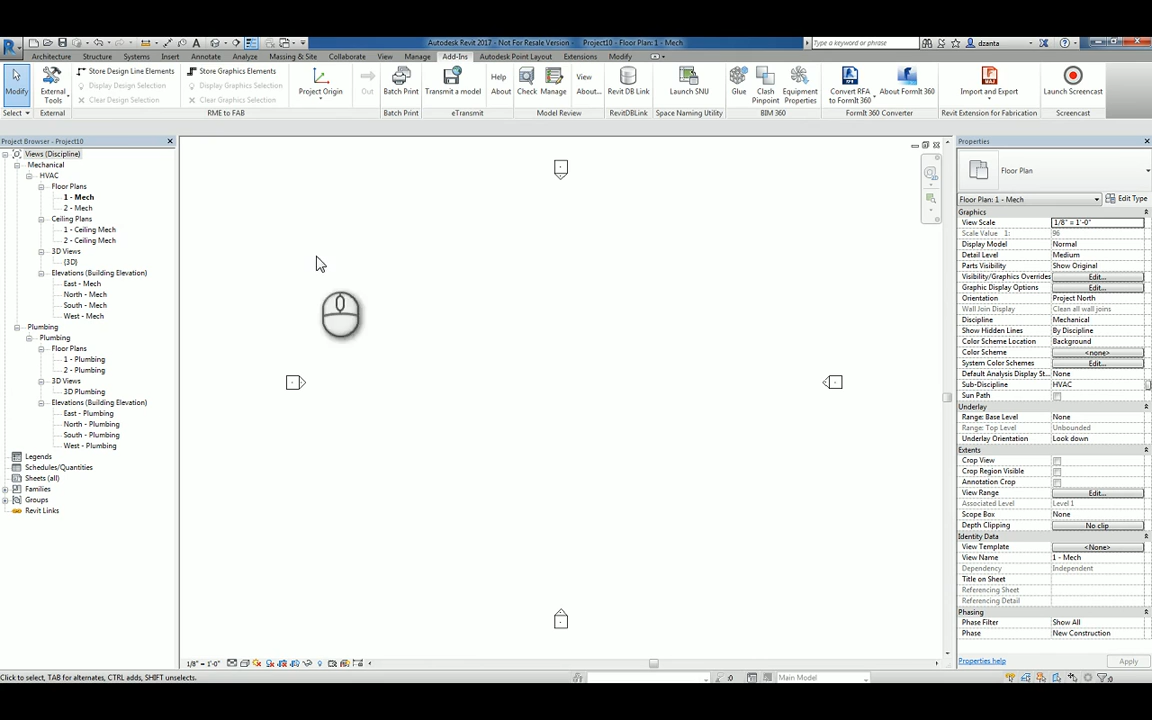 Autodesk Revit 2017 - Not For Resale Version - Project10 - Floor Plan: 1 - Mech
Type a keyword or phrase
dzanta
Architecture Structure Systems Insert Annotate Analyze Massing & Site Collaborate View Manage Add-Ins Autodesk Point Layout Extensions Modify
Modify
External Tools
Store Design Line Elements
Display Design Selection
Clear Design Selection
Store Graphics Elements
Display Graphics Selection
Clear Graphics Selection
Project Origin
Out
Batch Print
Transmit a model
Help
About
Check
Manage
View
About...
Revit DB Link
Launch SNU
Glue
Clash Pinpoint
Equipment Properties
Convert RFA to FormIt 360
About FormIt 360
Import and Export
Launch Screencast
Select External RME to FAB Batch Print eTransmit Model Review RevitDBLink Space Naming Utility BIM 360 FormIt 360 Converter Revit Extension for Fabrication Screencast
Project Browser - Project10
Views (Discipline)
Mechanical
HVAC
Floor Plans
1 - Mech
2 - Mech
Ceiling Plans
1 - Ceiling Mech
2 - Ceiling Mech
3D Views
{3D}
Elevations (Building Elevation)
East - Mech
North - Mech
South - Mech
West - Mech
Plumbing
Plumbing
Floor Plans
1 - Plumbing
2 - Plumbing
3D Views
3D Plumbing
Elevations (Building Elevation)
East - Plumbing
North - Plumbing
South - Plumbing
West - Plumbing
Legends
Schedules/Quantities
Sheets (all)
Families
Groups
Revit Links
Properties
Floor Plan
Floor Plan: 1 - Mech Edit Type
Graphics
View Scale 1/8" = 1'-0"
Scale Value 1: 96
Display Model Normal
Detail Level Medium
Parts Visibility Show Original
Visibility/Graphics Overrides Edit...
Graphic Display Options Edit...
Orientation Project North
Wall Join Display Clean all wall joins
Discipline Mechanical
Show Hidden Lines By Discipline
Color Scheme Location Background
Color Scheme <none>
System Color Schemes Edit...
Default Analysis Display St... None
Sub-Discipline HVAC
Sun Path
Underlay
Range: Base Level None
Range: Top Level Unbounded
Underlay Orientation Look down
Extents
Crop View
Crop Region Visible
Annotation Crop
View Range Edit...
Associated Level Level 1
Scope Box None
Depth Clipping No clip
Identity Data
View Template <None>
View Name 1 - Mech
Dependency Independent
Title on Sheet
Referencing Sheet
Referencing Detail
Phasing
Phase Filter Show All
Phase New Construction
Properties help Apply
1/8" = 1'-0"
Click to select, TAB for alternates, CTRL adds, SHIFT unselects.
:0
Main Model
:0